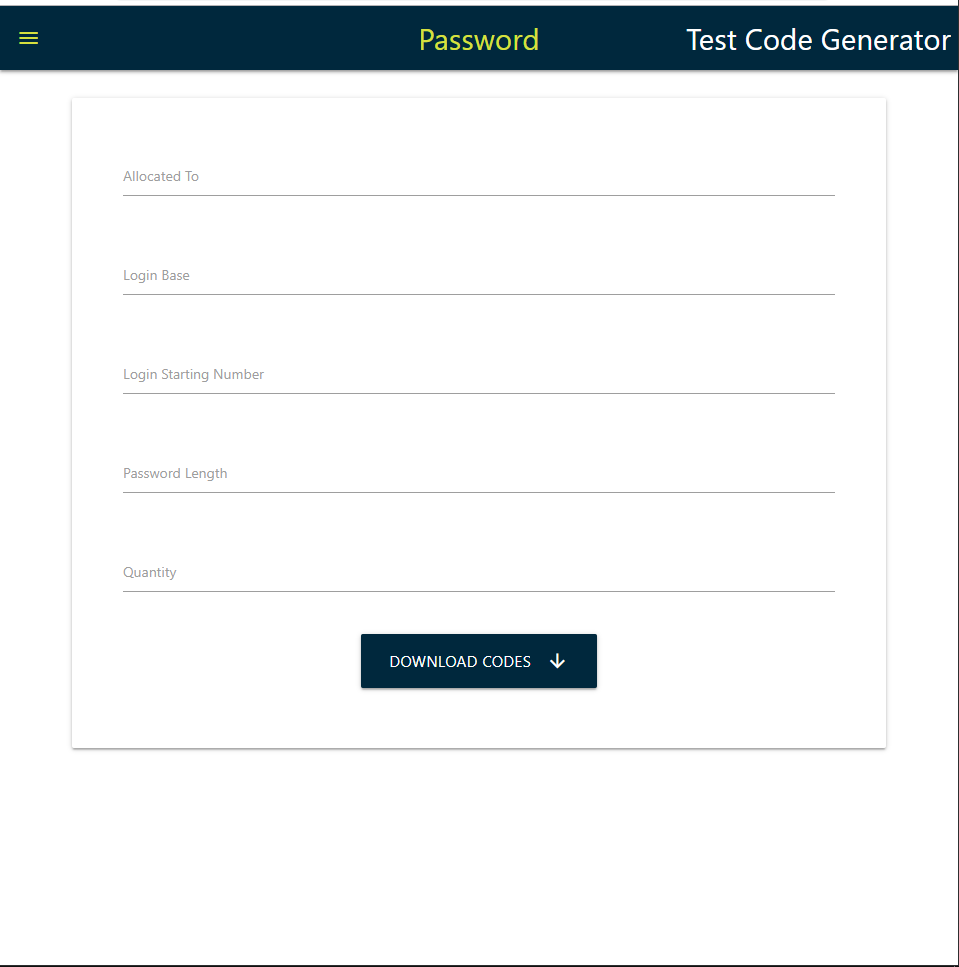 Password
Test Code Generator
Allocated To
Login Base
Login Starting Number
Password Length
Quantity
DOWNLOAD CODES